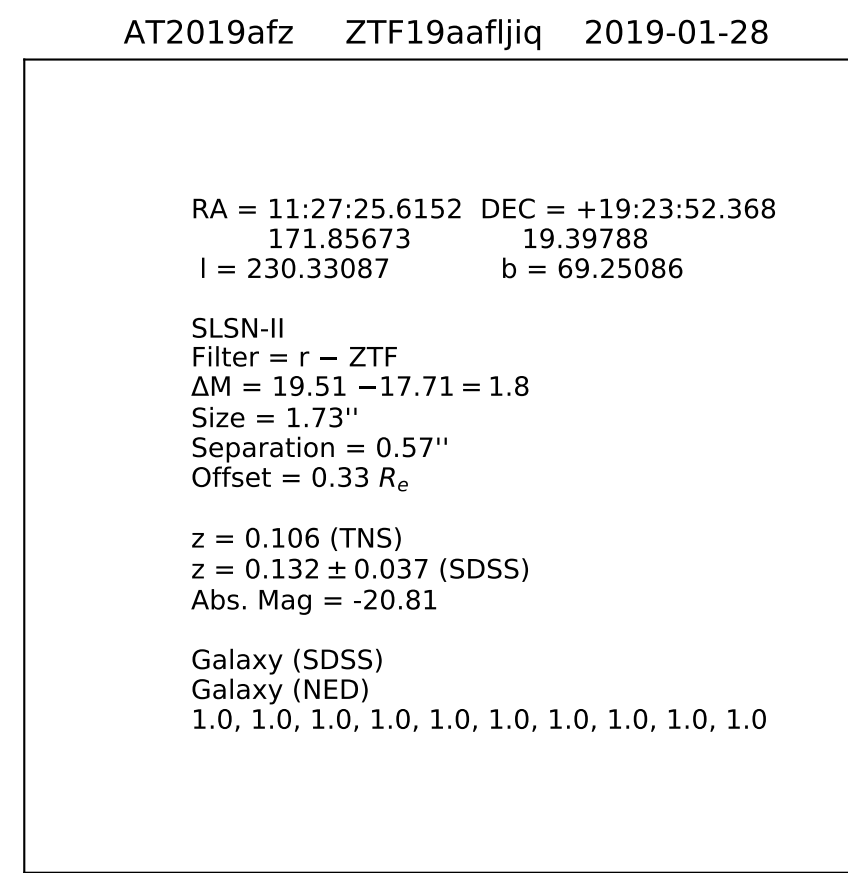 AT2019afz ZTF19aafljiq 2019-01-28
RA = 11:27:25.6152 DEC = +19:23:52.368
171.85673 19.39788
l = 230.33087 b = 69.25086
SLSN-II
Filter = r − ZTF
ΔM = 19.51 −17.71 = 1.8
Size = 1.73''
Separation = 0.57''
Offset = 0.33 Rₑ
z = 0.106 (TNS)
z = 0.132 ± 0.037 (SDSS)
Abs. Mag = -20.81
Galaxy (SDSS)
Galaxy (NED)
1.0, 1.0, 1.0, 1.0, 1.0, 1.0, 1.0, 1.0, 1.0, 1.0